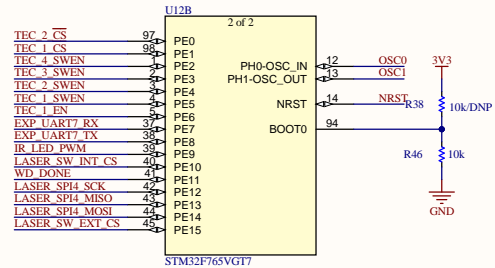 U12B
2 of 2
TEC_2_CS 97 PE0
TEC_1_CS 98 PE1
TEC_4_SWEN 1 PE2
TEC_3_SWEN 2 PE3
TEC_2_SWEN 3 PE4
TEC_1_SWEN 4 PE5
TEC_1_EN 5 PE6
EXP_UART7_RX 37 PE7
EXP_UART7_TX 38 PE8
IR_LED_PWM 39 PE9
LASER_SW_INT_CS 40 PE10
WD_DONE 41 PE11
LASER_SPI4_SCK 42 PE12
LASER_SPI4_MISO 43 PE13
LASER_SPI4_MOSI 44 PE14
LASER_SW_EXT_CS 45 PE15
PH0-OSC_IN 12 OSC0
PH1-OSC_OUT 13 OSC1
NRST 14 NRST
BOOT0 94
3V3
R38 10k/DNP
R46 10k
GND
STM32F765VGT7